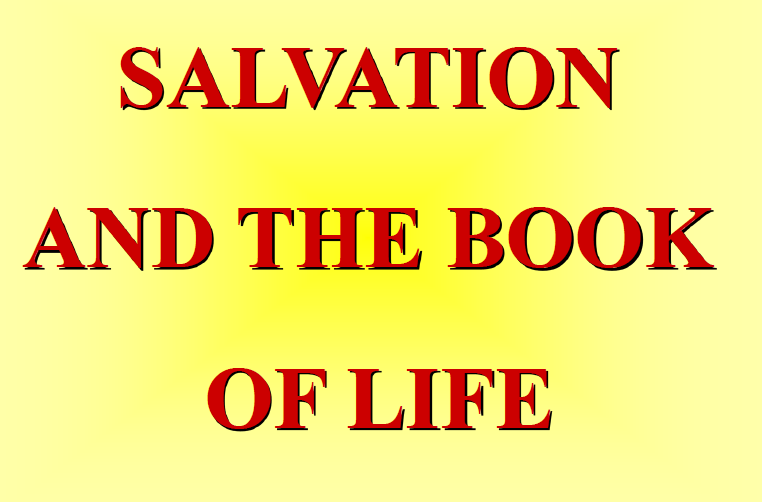 SALVATION
AND THE BOOK
OF LIFE